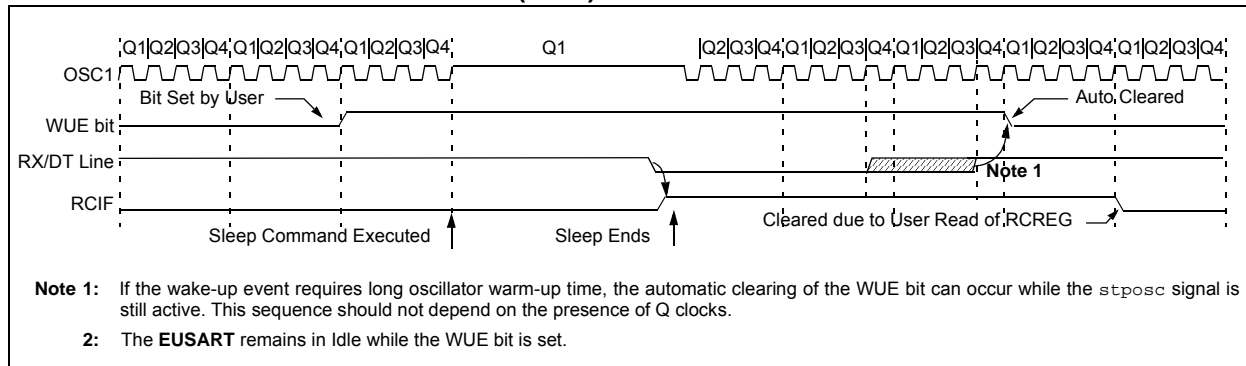 Q1|Q2|Q3|Q4|Q1|Q2|Q3|Q4|Q1|Q2|Q3|Q4| Q1 |Q2|Q3|Q4|Q1|Q2|Q3|Q4|Q1|Q2|Q3|Q4|Q1|Q2|Q3|Q4|Q1|Q2|Q3|Q4|
OSC1
Bit Set by User
Auto Cleared
WUE bit
RX/DT Line
Note 1
RCIF
Cleared due to User Read of RCREG
Sleep Command Executed
Sleep Ends
Note 1: If the wake-up event requires long oscillator warm-up time, the automatic clearing of the WUE bit can occur while the stposc signal is
still active. This sequence should not depend on the presence of Q clocks.
2: The EUSART remains in Idle while the WUE bit is set.